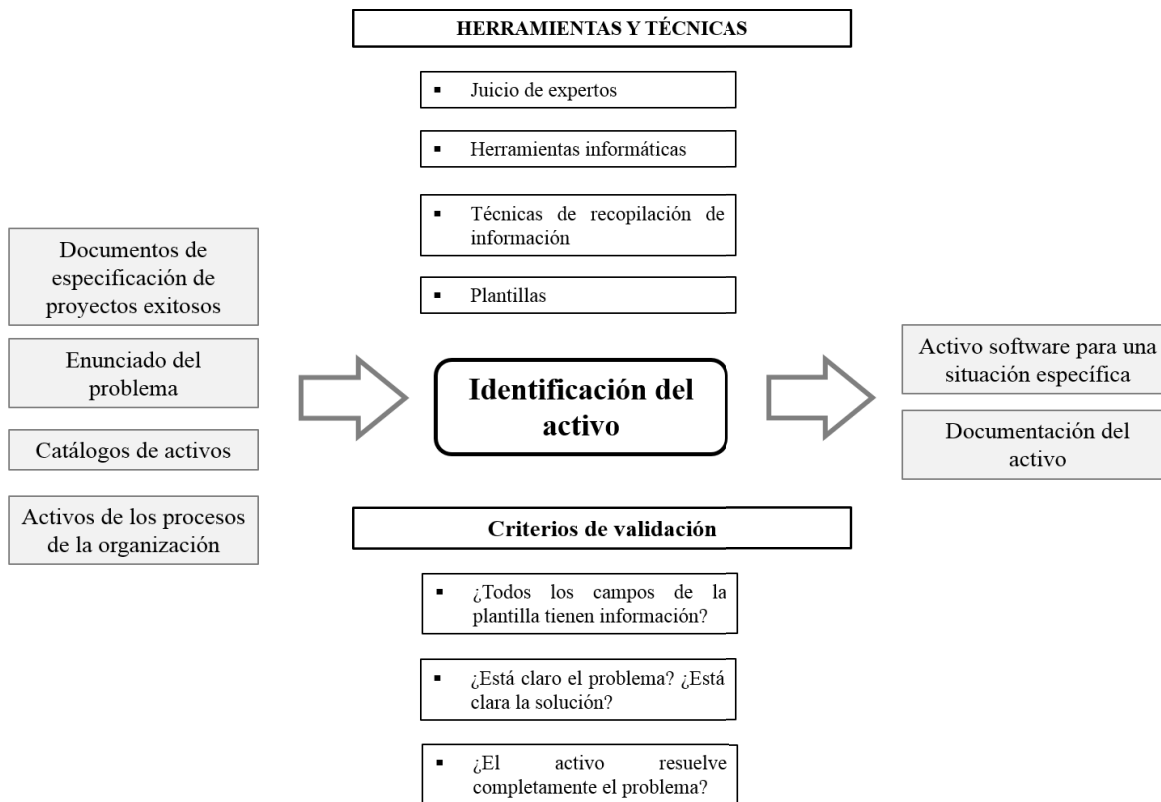 HERRAMIENTAS Y TÉCNICAS
▪ Juicio de expertos
▪ Herramientas informáticas
▪ Técnicas de recopilación de
información
▪ Plantillas
Documentos de
especificación de
proyectos exitosos
Enunciado del
problema
Catálogos de activos
Activos de los procesos
de la organización
Identificación del
activo
Activo software para una
situación específica
Documentación del
activo
Criterios de validación
▪ ¿Todos los campos de la
plantilla tienen información?
▪ ¿Está claro el problema? ¿Está
clara la solución?
▪ ¿El activo resuelve
completamente el problema?